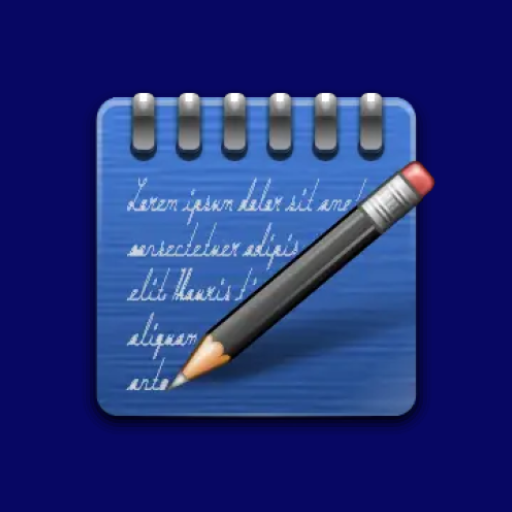 Lorem ipsum dolor sit amet
consectetuer adipis
elit Mauris
aliquam
ante